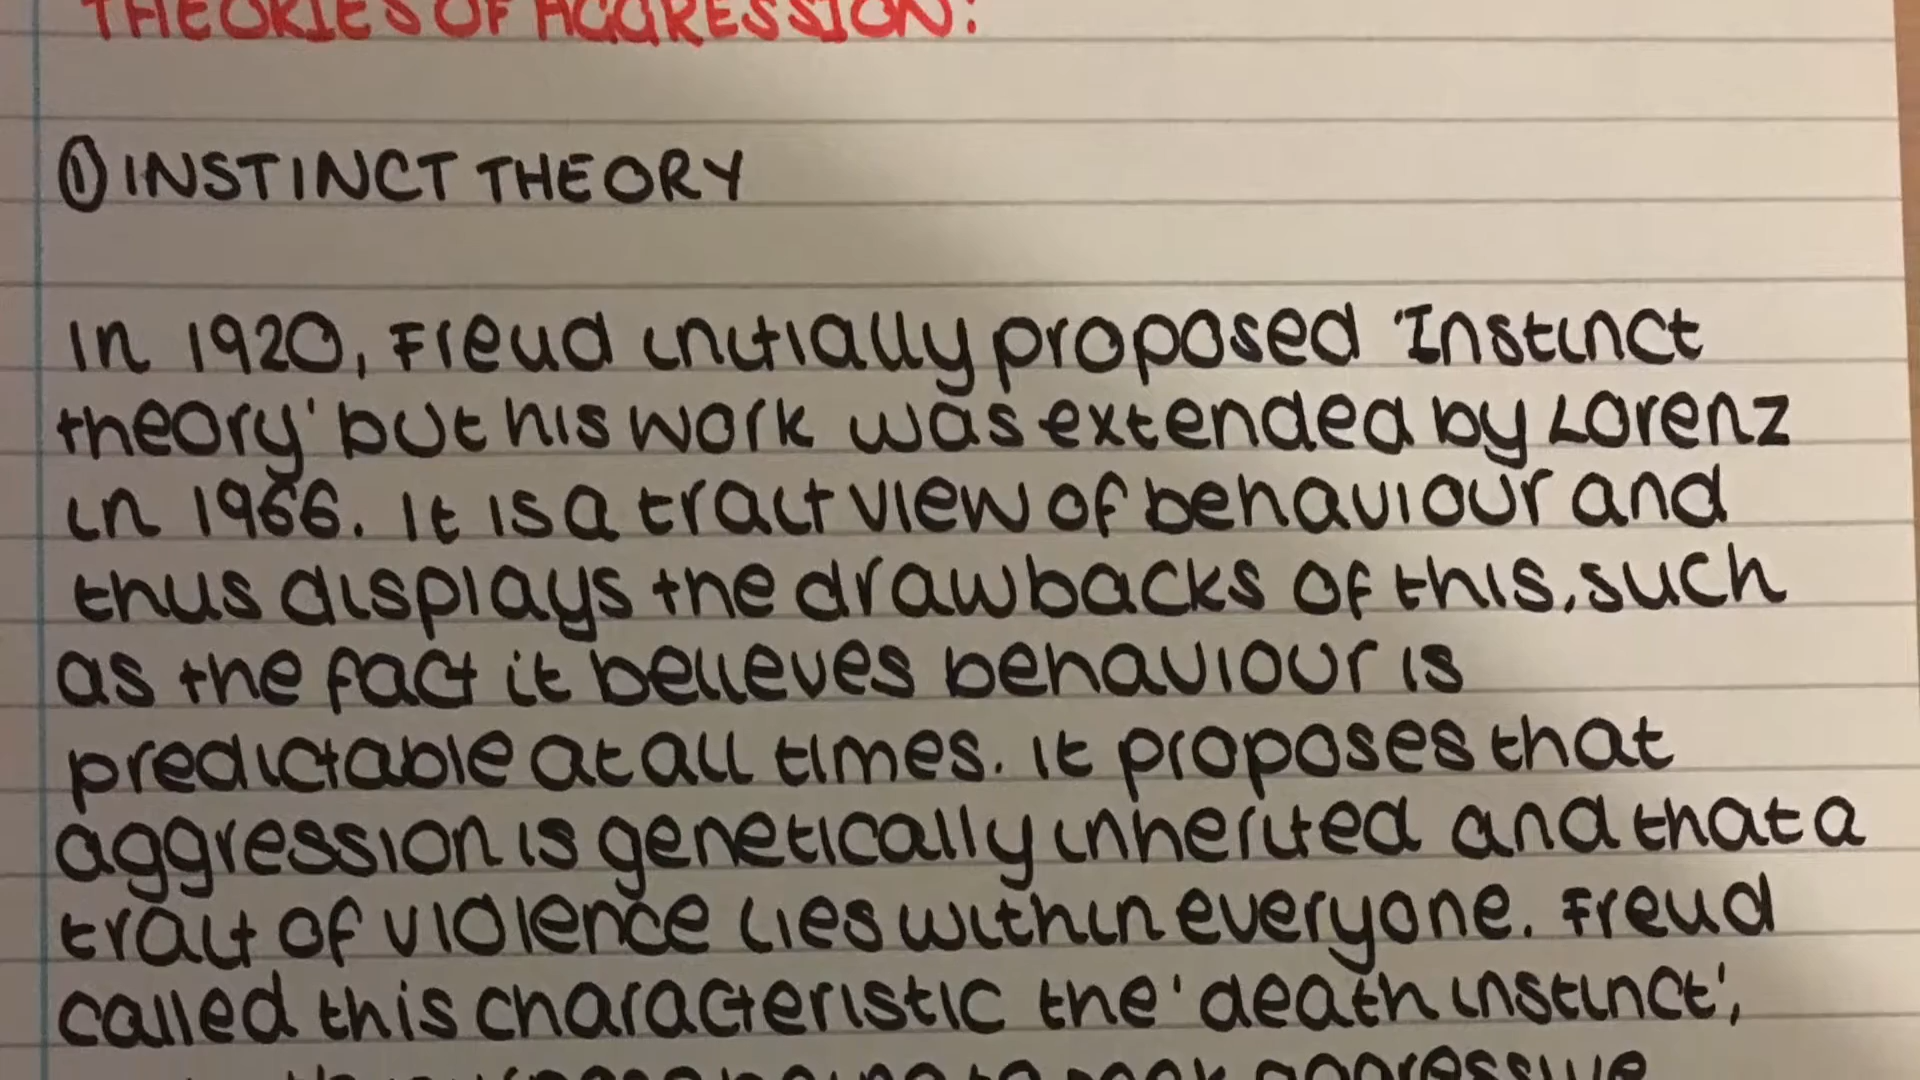 THEORIES OF AGGRESSION:
① INSTINCT THEORY
In 1920, Freud initially proposed 'Instinct
theory' but his work was extended by Lorenz
in 1966. It is a trait view of behaviour and
thus displays the drawbacks of this, such
as the fact it believes behaviour is
predictable at all times. It proposes that
aggression is genetically inherited and that a
trait of violence lies within everyone. Freud
called this characteristic the 'death instinct',
aggressive